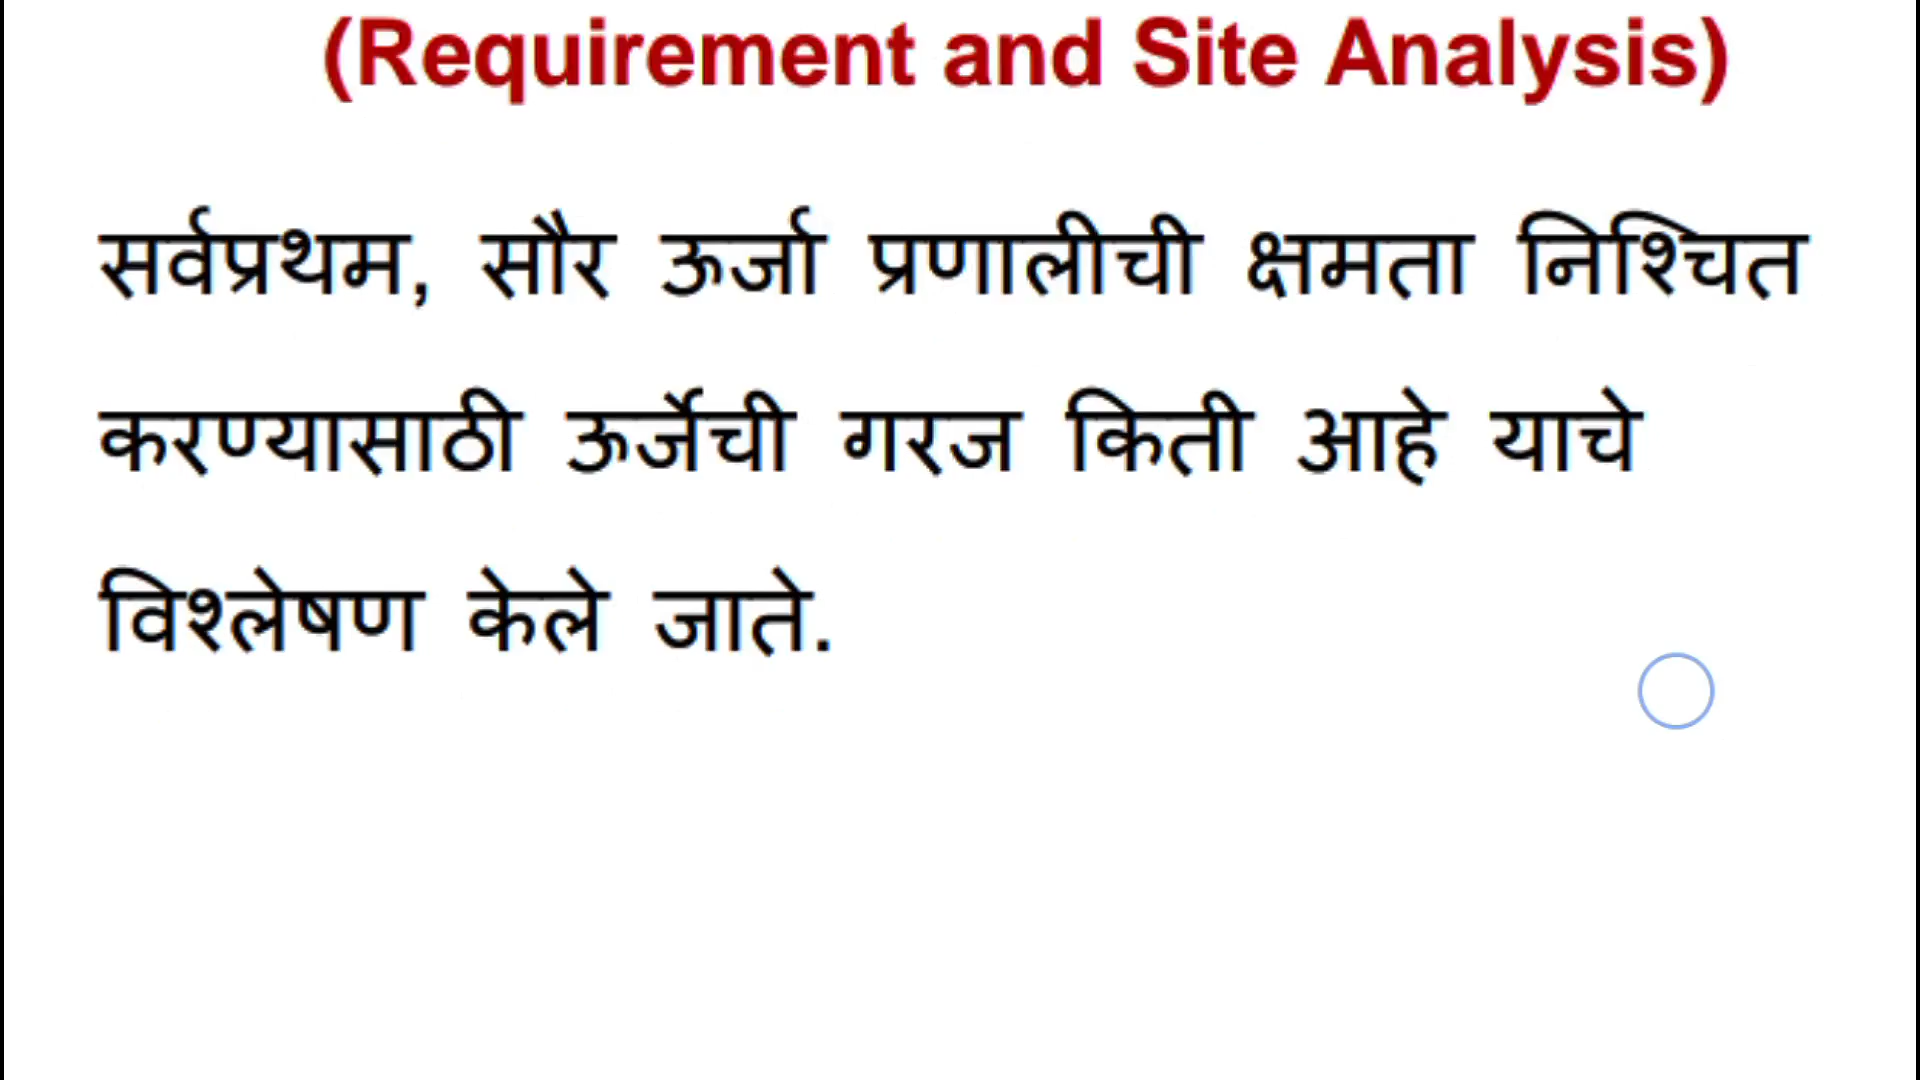 (Requirement and Site Analysis)
सर्वप्रथम, सौर ऊर्जा प्रणालीची क्षमता निश्चित
करण्यासाठी ऊर्जेची गरज किती आहे याचे
विश्लेषण केले जाते.